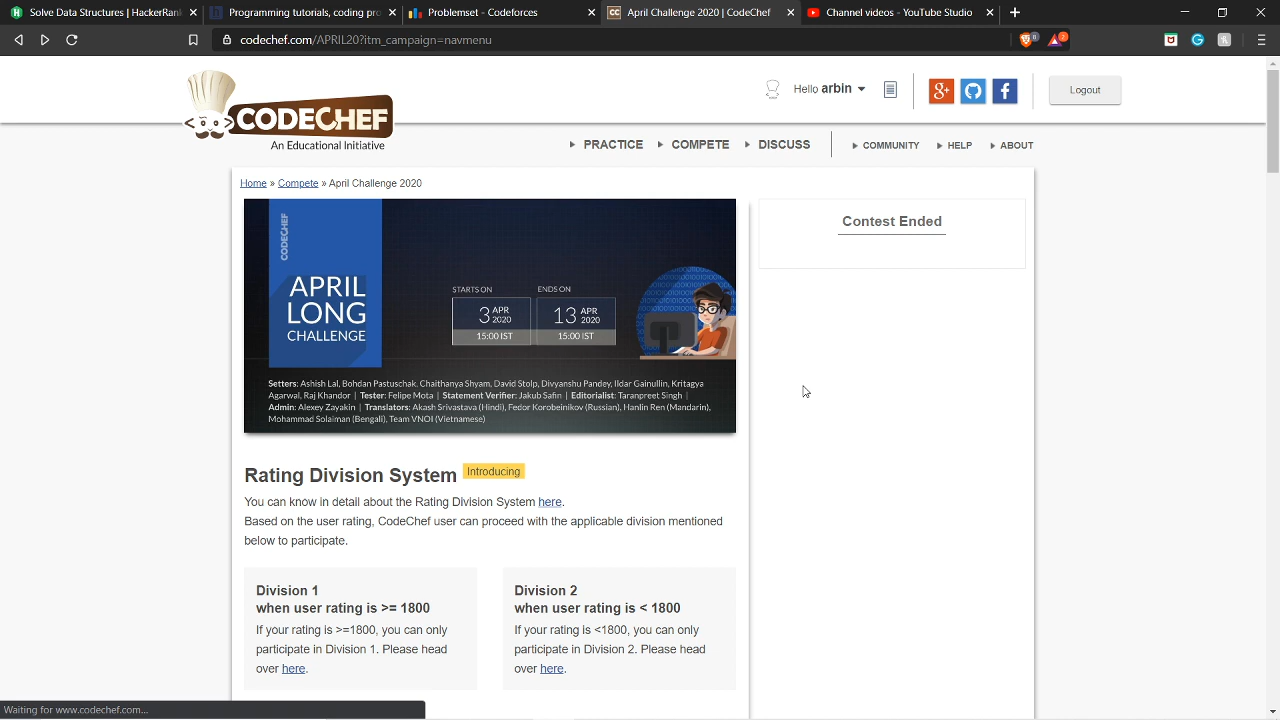 Solve Data Structures | HackerRank
Programming tutorials, coding pro
Problemset - Codeforces
April Challenge 2020 | CodeChef
Channel videos - YouTube Studio
codechef.com/APRIL20?itm_campaign=navmenu
CODECHEF
An Educational Initiative
Hello arbin
Logout
PRACTICE
COMPETE
DISCUSS
COMMUNITY
HELP
ABOUT
Home » Compete » April Challenge 2020
CODECHEF
APRIL
LONG
CHALLENGE
STARTS ON
3 APR 2020
15:00 IST
ENDS ON
13 APR 2020
15:00 IST
Setters: Ashish Lal, Bohdan Pastuschak, Chaithanya Shyam, David Stolp, Divyanshu Pandey, Ildar Gainullin, Kritagya
Agarwal, Raj Khandor | Tester: Felipe Mota | Statement Verifier: Jakub Safin | Editorialist: Taranpreet Singh |
Admin: Alexey Zayakin | Translators: Akash Srivastava (Hindi), Fedor Korobeinikov (Russian), Hanlin Ren (Mandarin),
Mohammad Solaiman (Bengali), Team VNOI (Vietnamese)
Contest Ended
Rating Division System Introducing
You can know in detail about the Rating Division System here.
Based on the user rating, CodeChef user can proceed with the applicable division mentioned
below to participate.
Division 1
when user rating is >= 1800
If your rating is >=1800, you can only
participate in Division 1. Please head
over here.
Division 2
when user rating is < 1800
If your rating is <1800, you can only
participate in Division 2. Please head
over here.
Waiting for www.codechef.com...